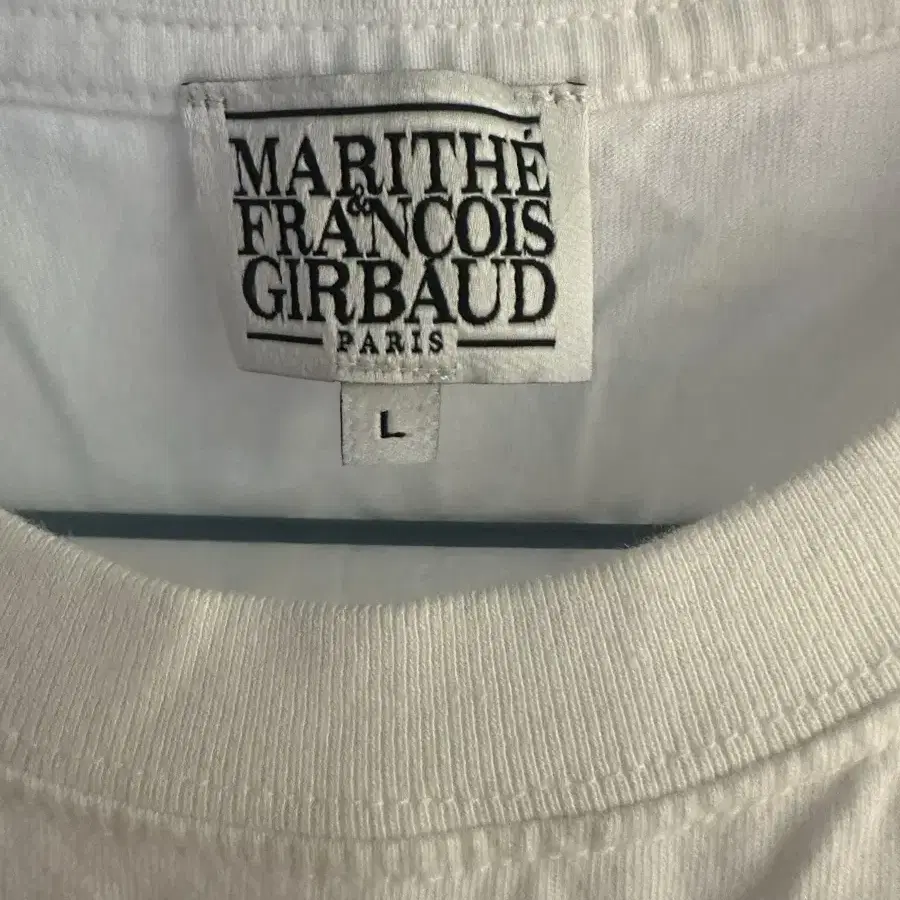 MARITHÉ
&
FRANCOIS
GIRBAUD
PARIS
L